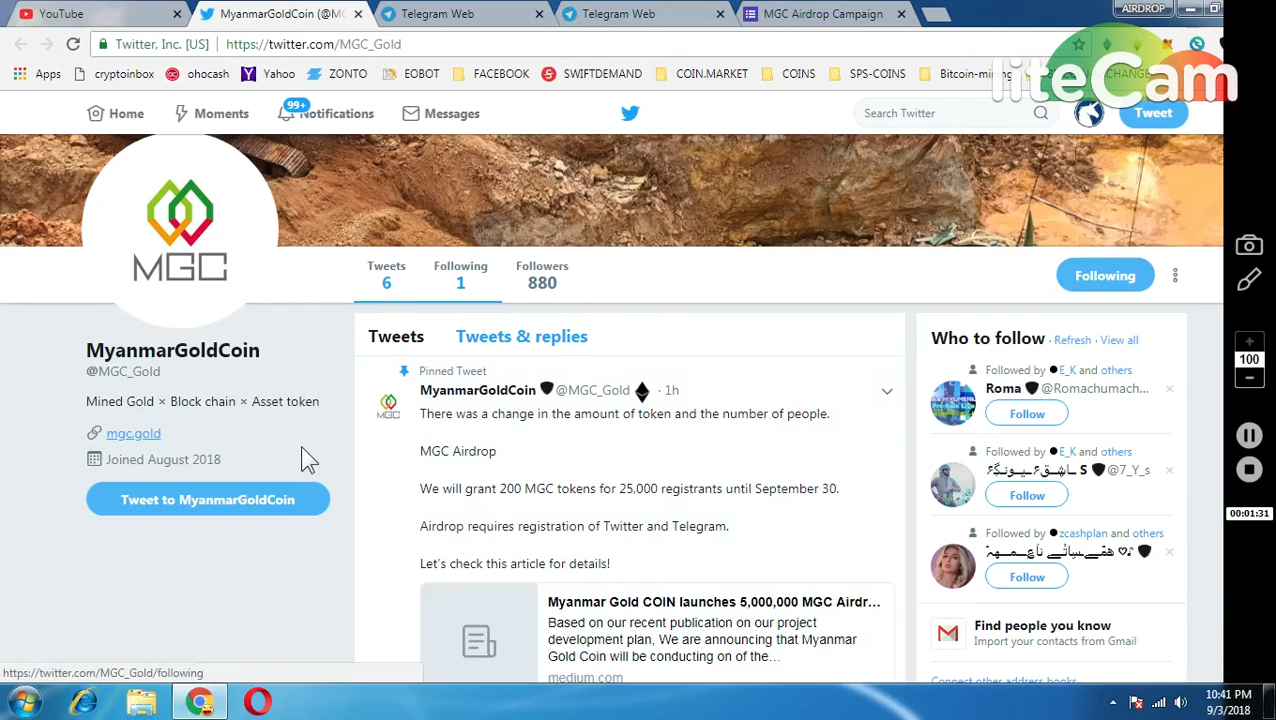 YouTube
MyanmarGoldCoin (@MG
Telegram Web
Telegram Web
MGC Airdrop Campaign
AIRDROP
Twitter, Inc. [US]
https://twitter.com/MGC_Gold
Apps
cryptoinbox
ohocash
Yahoo
ZONTO
EOBOT
FACEBOOK
SWIFTDEMAND
COIN.MARKET
COINS
SPS-COINS
Bitcoin-mining
liteCam
Home
Moments
99+
Notifications
Messages
Search Twitter
Tweet
MGC
Tweets
6
Following
1
Followers
880
Following
MyanmarGoldCoin
@MGC_Gold
Mined Gold × Block chain × Asset token
mgc.gold
Joined August 2018
Tweet to MyanmarGoldCoin
Tweets
Tweets & replies
Pinned Tweet
MyanmarGoldCoin @MGC_Gold · 1h
There was a change in the amount of token and the number of people.
MGC Airdrop
We will grant 200 MGC tokens for 25,000 registrants until September 30.
Airdrop requires registration of Twitter and Telegram.
Let's check this article for details!
Myanmar Gold COIN launches 5,000,000 MGC Airdr...
Based on our recent publication on our project
development plan, We are announcing that Myanmar
Gold Coin will be conducting on of the...
medium.com
Who to follow · Refresh · View all
Followed by E_K and others
Roma @Romachumach...
Follow
Followed by E_K and others
@7_Y_s
Follow
Followed by zcashplan and others
Follow
Find people you know
Import your contacts from Gmail
Connect other address books
100
00:01:31
https://twitter.com/MGC_Gold/following
10:41 PM
9/3/2018